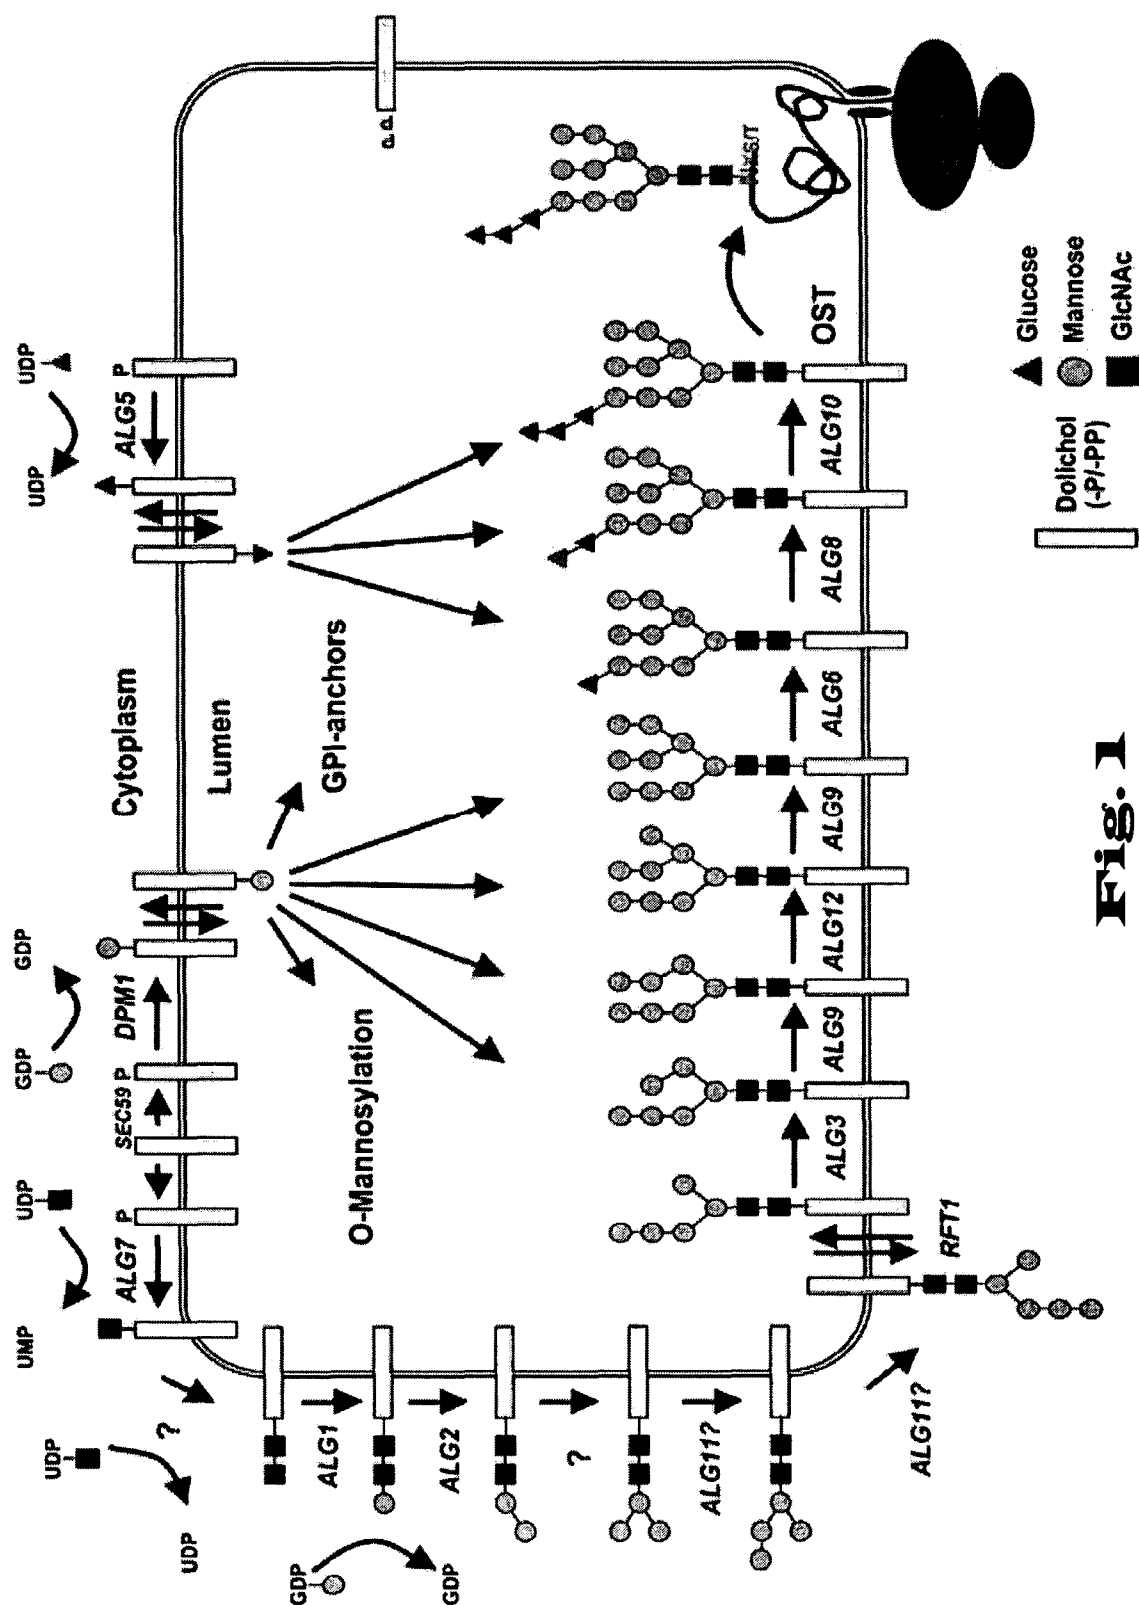 UMP
UDP
GDP
GDP
UDP
UDP
ALG7
P
SEC59
P
DPM1
ALG5
P
Cytoplasm
Lumen
UDP
?
UDP
O-Mannosylation
GPI-anchors
GDP
GDP
ALG1
ALG2
?
ALG11?
ALG11?
RFT1
ALG3
ALG9
ALG12
ALG9
ALG6
ALG8
ALG10
OST
PP
Dolichol
(-P/-PP)
Glucose
Mannose
GlcNAc
Fig. 1